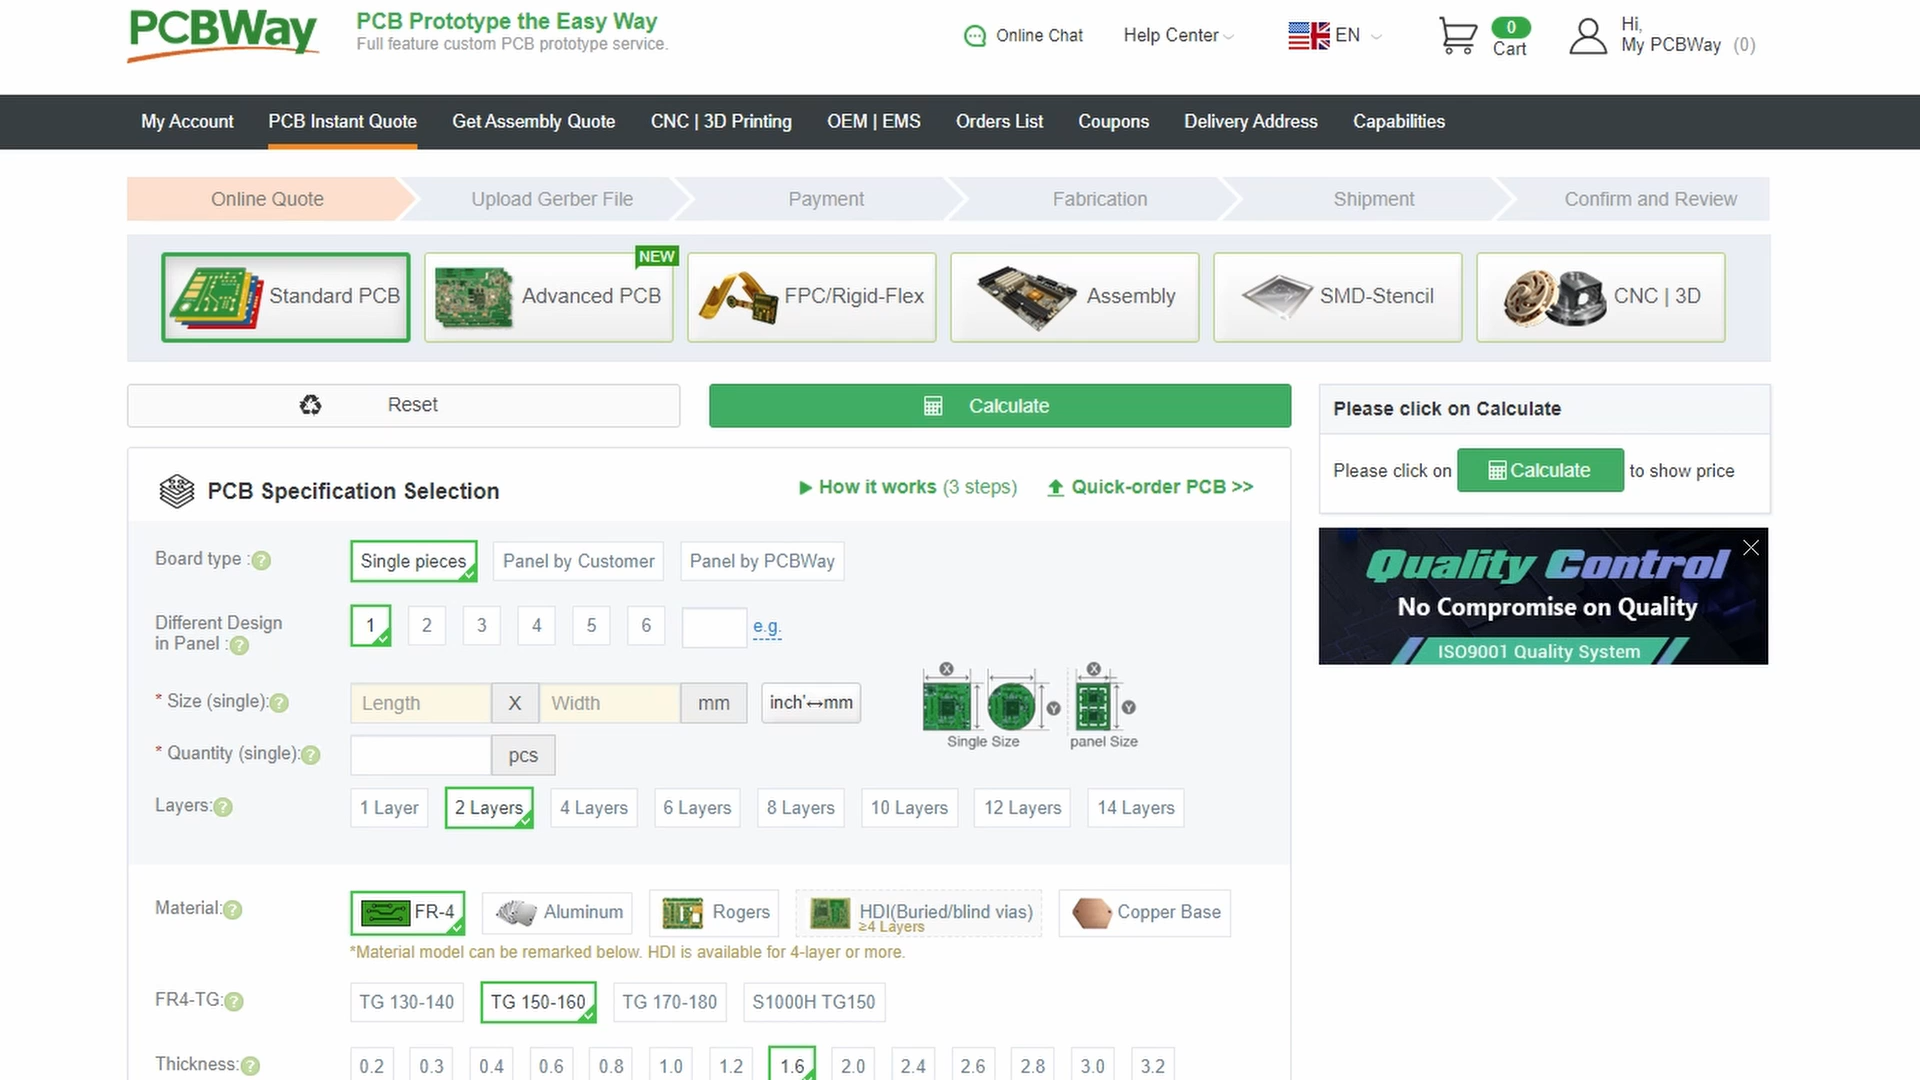 PCBWay
PCB Prototype the Easy Way
Full feature custom PCB prototype service.
Online Chat
Help Center
EN
0
Cart
Hi,
My PCBWay (0)
My Account
PCB Instant Quote
Get Assembly Quote
CNC | 3D Printing
OEM | EMS
Orders List
Coupons
Delivery Address
Capabilities
Online Quote
Upload Gerber File
Payment
Fabrication
Shipment
Confirm and Review
Standard PCB
NEW
Advanced PCB
FPC/Rigid-Flex
Assembly
SMD-Stencil
CNC | 3D
Reset
Calculate
Please click on Calculate
Please click on Calculate to show price
PCB Specification Selection
How it works (3 steps)
Quick-order PCB >>
Quality Control
No Compromise on Quality
ISO9001 Quality System
Board type :?
Single pieces
Panel by Customer
Panel by PCBWay
Different Design
in Panel :?
1 2 3 4 5 6 e.g.
* Size (single):?
Length X Width mm inch'↔mm
X X
Y Y
Single Size panel Size
* Quantity (single):?
pcs
Layers:?
1 Layer 2 Layers 4 Layers 6 Layers 8 Layers 10 Layers 12 Layers 14 Layers
Material:?
FR-4 Aluminum Rogers HDI(Buried/blind vias) Copper Base
≥4 Layers
*Material model can be remarked below. HDI is available for 4-layer or more.
FR4-TG:?
TG 130-140 TG 150-160 TG 170-180 S1000H TG150
Thickness:?
0.2 0.3 0.4 0.6 0.8 1.0 1.2 1.6 2.0 2.4 2.6 2.8 3.0 3.2